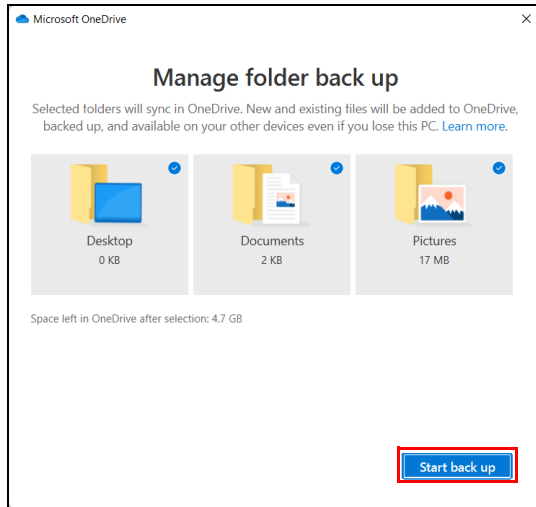 Microsoft OneDrive
Manage folder back up
Selected folders will sync in OneDrive. New and existing files will be added to OneDrive,
backed up, and available on your other devices even if you lose this PC. Learn more.
Desktop
0 KB
Documents
2 KB
Pictures
17 MB
Space left in OneDrive after selection: 4.7 GB
Start back up